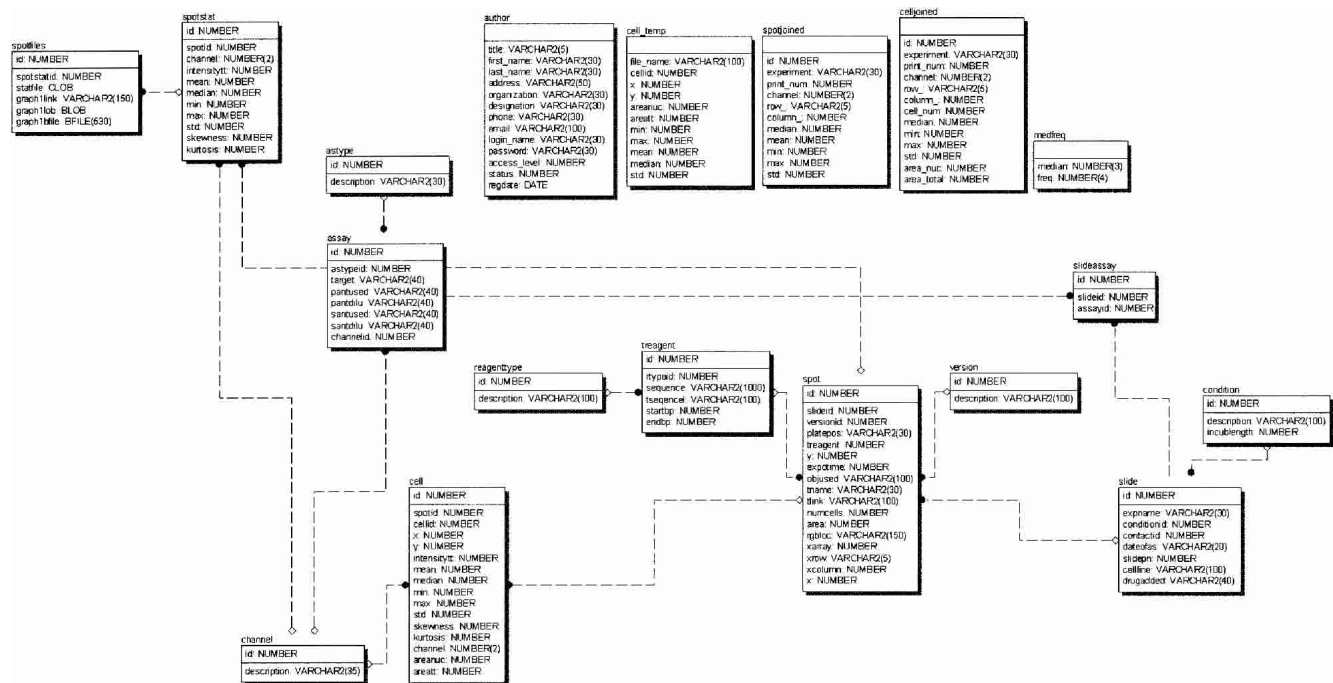 spotstat
id: NUMBER
spotid: NUMBER
channel: NUMBER(2)
intensitytt: NUMBER
mean: NUMBER
median: NUMBER
min: NUMBER
max: NUMBER
std: NUMBER
skewness: NUMBER
kurtosis: NUMBER
spotfiles
id: NUMBER
spotstatid: NUMBER
statfile: CLOB
graph1link: VARCHAR2(150)
graph1lob: BLOB
graph1bfile: BFILE(530)
author
title: VARCHAR2(5)
first_name: VARCHAR2(30)
last_name: VARCHAR2(30)
address: VARCHAR2(50)
organization: VARCHAR2(30)
designation: VARCHAR2(30)
phone: VARCHAR2(30)
email: VARCHAR2(100)
login_name: VARCHAR2(30)
password: VARCHAR2(30)
access_level: NUMBER
status: NUMBER
regdate: DATE
cell_temp
file_name: VARCHAR2(100)
cellid: NUMBER
x: NUMBER
y: NUMBER
areanuc: NUMBER
areatt: NUMBER
min: NUMBER
max: NUMBER
mean: NUMBER
median: NUMBER
std: NUMBER
spotjoined
id: NUMBER
experiment: VARCHAR2(30)
print_num: NUMBER
channel: NUMBER(2)
row_: VARCHAR2(5)
column_: NUMBER
median: NUMBER
mean: NUMBER
min: NUMBER
max: NUMBER
std: NUMBER
celljoined
id: NUMBER
experiment: VARCHAR2(30)
print_num: NUMBER
channel: NUMBER(2)
row_: VARCHAR2(5)
column_: NUMBER
cell_num: NUMBER
median: NUMBER
min: NUMBER
max: NUMBER
std: NUMBER
area_nuc: NUMBER
area_total: NUMBER
medfreq
median: NUMBER(3)
freq: NUMBER(4)
astype
id: NUMBER
description: VARCHAR2(30)
assay
id: NUMBER
astypeid: NUMBER
target: VARCHAR2(40)
pantused: VARCHAR2(40)
pantdilu: VARCHAR2(40)
santused: VARCHAR2(40)
santdilu: VARCHAR2(40)
channelid: NUMBER
slideassay
id: NUMBER
slideid: NUMBER
assayid: NUMBER
reagenttype
id: NUMBER
description: VARCHAR2(100)
treagent
id: NUMBER
rtypeid: NUMBER
sequence: VARCHAR2(1000)
tseqencel: VARCHAR2(100)
startbp: NUMBER
endbp: NUMBER
spot
id: NUMBER
slideid: NUMBER
versionid: NUMBER
platepos: VARCHAR2(30)
treagent: NUMBER
y: NUMBER
expotime: NUMBER
objused: VARCHAR2(100)
tname: VARCHAR2(30)
tlink: VARCHAR2(100)
numcells: NUMBER
area: NUMBER
rgbloc: VARCHAR2(150)
xarray: NUMBER
xrow: VARCHAR2(5)
xcolumn: NUMBER
x: NUMBER
version
id: NUMBER
description: VARCHAR2(100)
condition
id: NUMBER
description: VARCHAR2(100)
incublength: NUMBER
slide
id: NUMBER
expname: VARCHAR2(30)
conditionid: NUMBER
contactid: NUMBER
dateofas: VARCHAR2(20)
slidepn: NUMBER
cellline: VARCHAR2(100)
drugadded: VARCHAR2(40)
cell
id: NUMBER
spotid: NUMBER
cellid: NUMBER
x: NUMBER
y: NUMBER
intensitytt: NUMBER
mean: NUMBER
median: NUMBER
min: NUMBER
max: NUMBER
std: NUMBER
skewness: NUMBER
kurtosis: NUMBER
channel: NUMBER(2)
areanuc: NUMBER
areatt: NUMBER
channel
id: NUMBER
description: VARCHAR2(35)